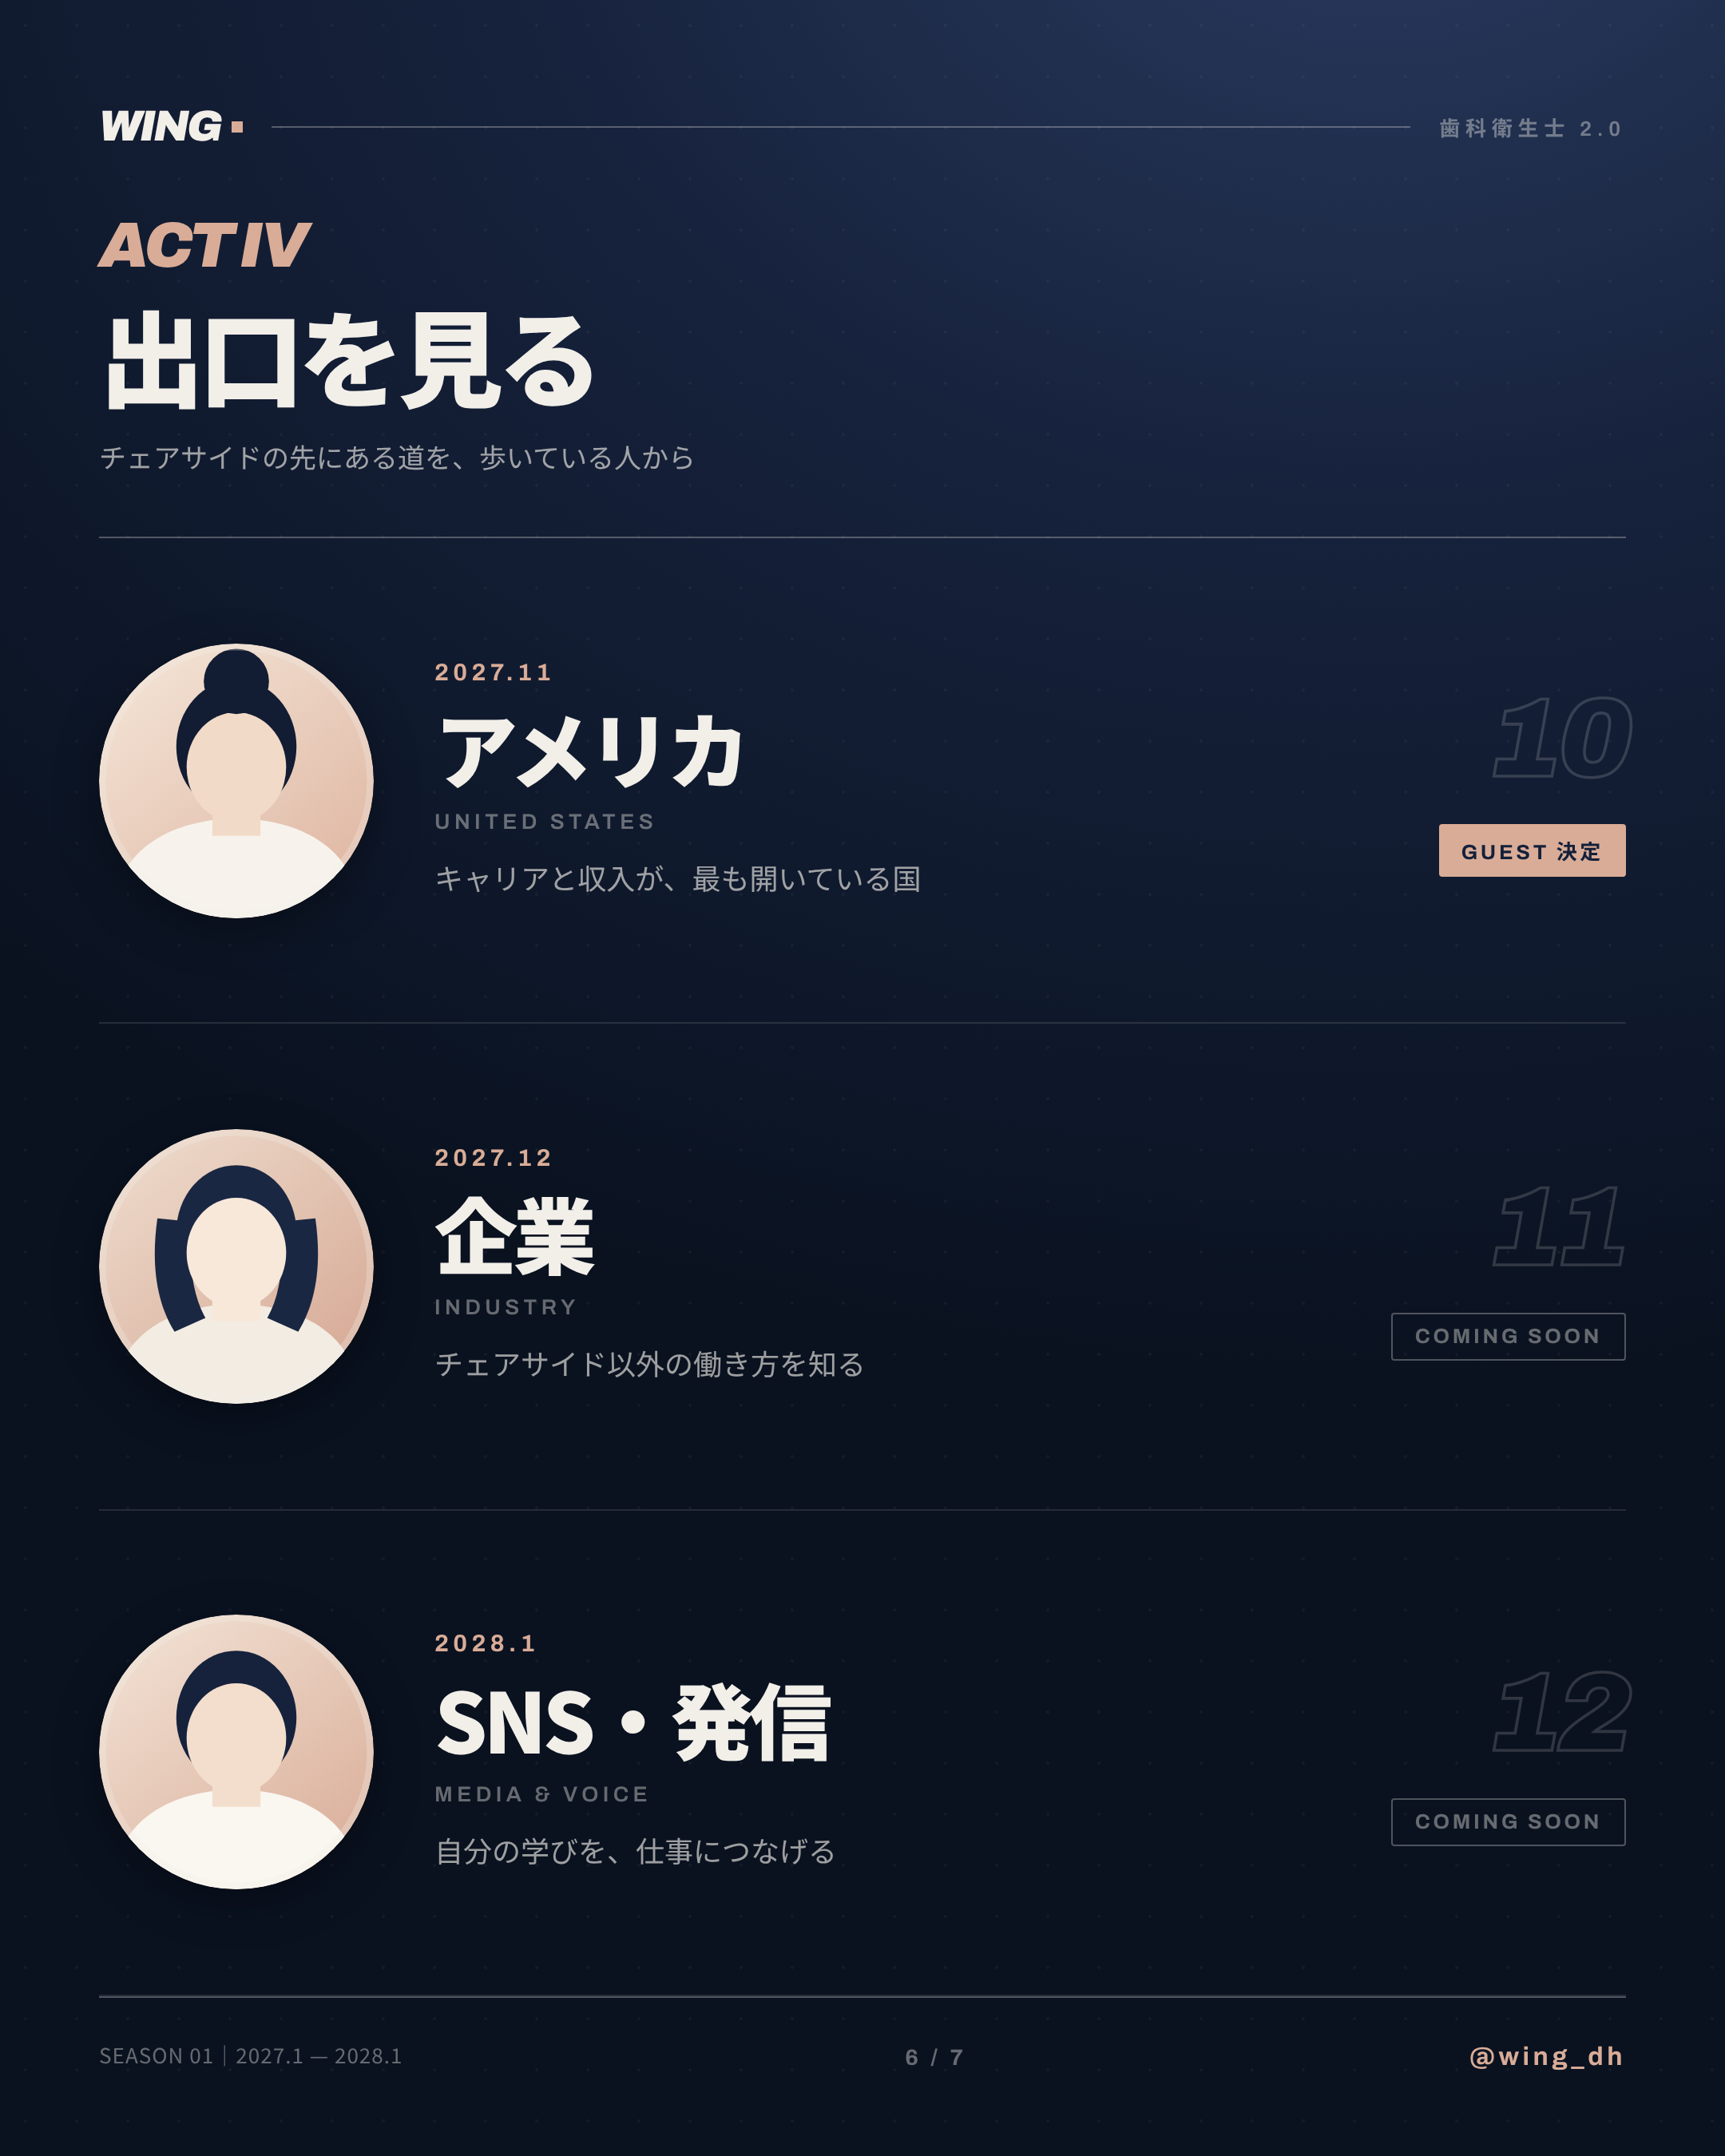 WING
歯科衛生士 2.0
ACT IV
出口を見る
チェアサイドの先にある道を、歩いている人から
2027.11
アメリカ
UNITED STATES
キャリアと収入が、最も開いている国
10
GUEST 決定
2027.12
企業
INDUSTRY
チェアサイド以外の働き方を知る
11
COMING SOON
2028.1
SNS・発信
MEDIA & VOICE
自分の学びを、仕事につなげる
12
COMING SOON
SEASON 01｜2027.1 — 2028.1
6 / 7
@wing_dh